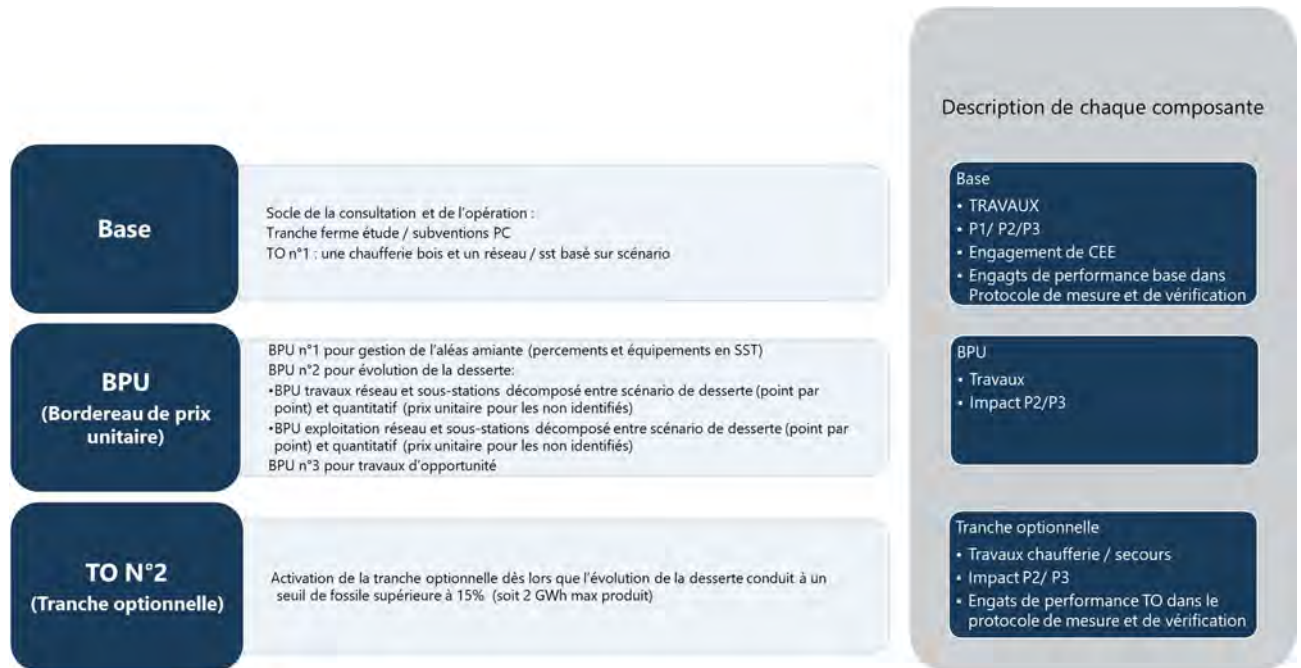 Description de chaque composante
Base
Socle de la consultation et de l'opération :
Tranche ferme étude / subventions PC
TO n°1 : une chaufferie bois et un réseau / sst basé sur scénario
Base
• TRAVAUX
• P1/ P2/P3
• Engagement de CEE
• Engagts de performance base dans
Protocole de mesure et de vérification
BPU
(Bordereau de prix
unitaire)
BPU n°1 pour gestion de l'aléas amiante (percements et équipements en SST)
BPU n°2 pour évolution de la desserte:
•BPU travaux réseau et sous-stations décomposé entre scénario de desserte (point par
point) et quantitatif (prix unitaire pour les non identifiés)
•BPU exploitation réseau et sous-stations décomposé entre scénario de desserte (point par
point) et quantitatif (prix unitaire pour les non identifiés)
BPU n°3 pour travaux d'opportunité
BPU
• Travaux
• Impact P2/P3
TO N°2
(Tranche optionnelle)
Activation de la tranche optionnelle dès lors que l'évolution de la desserte conduit à un
seuil de fossile supérieure à 15% (soit 2 GWh max produit)
Tranche optionnelle
• Travaux chaufferie / secours
• Impact P2/ P3
• Engats de performance TO dans le
protocole de mesure et de vérification